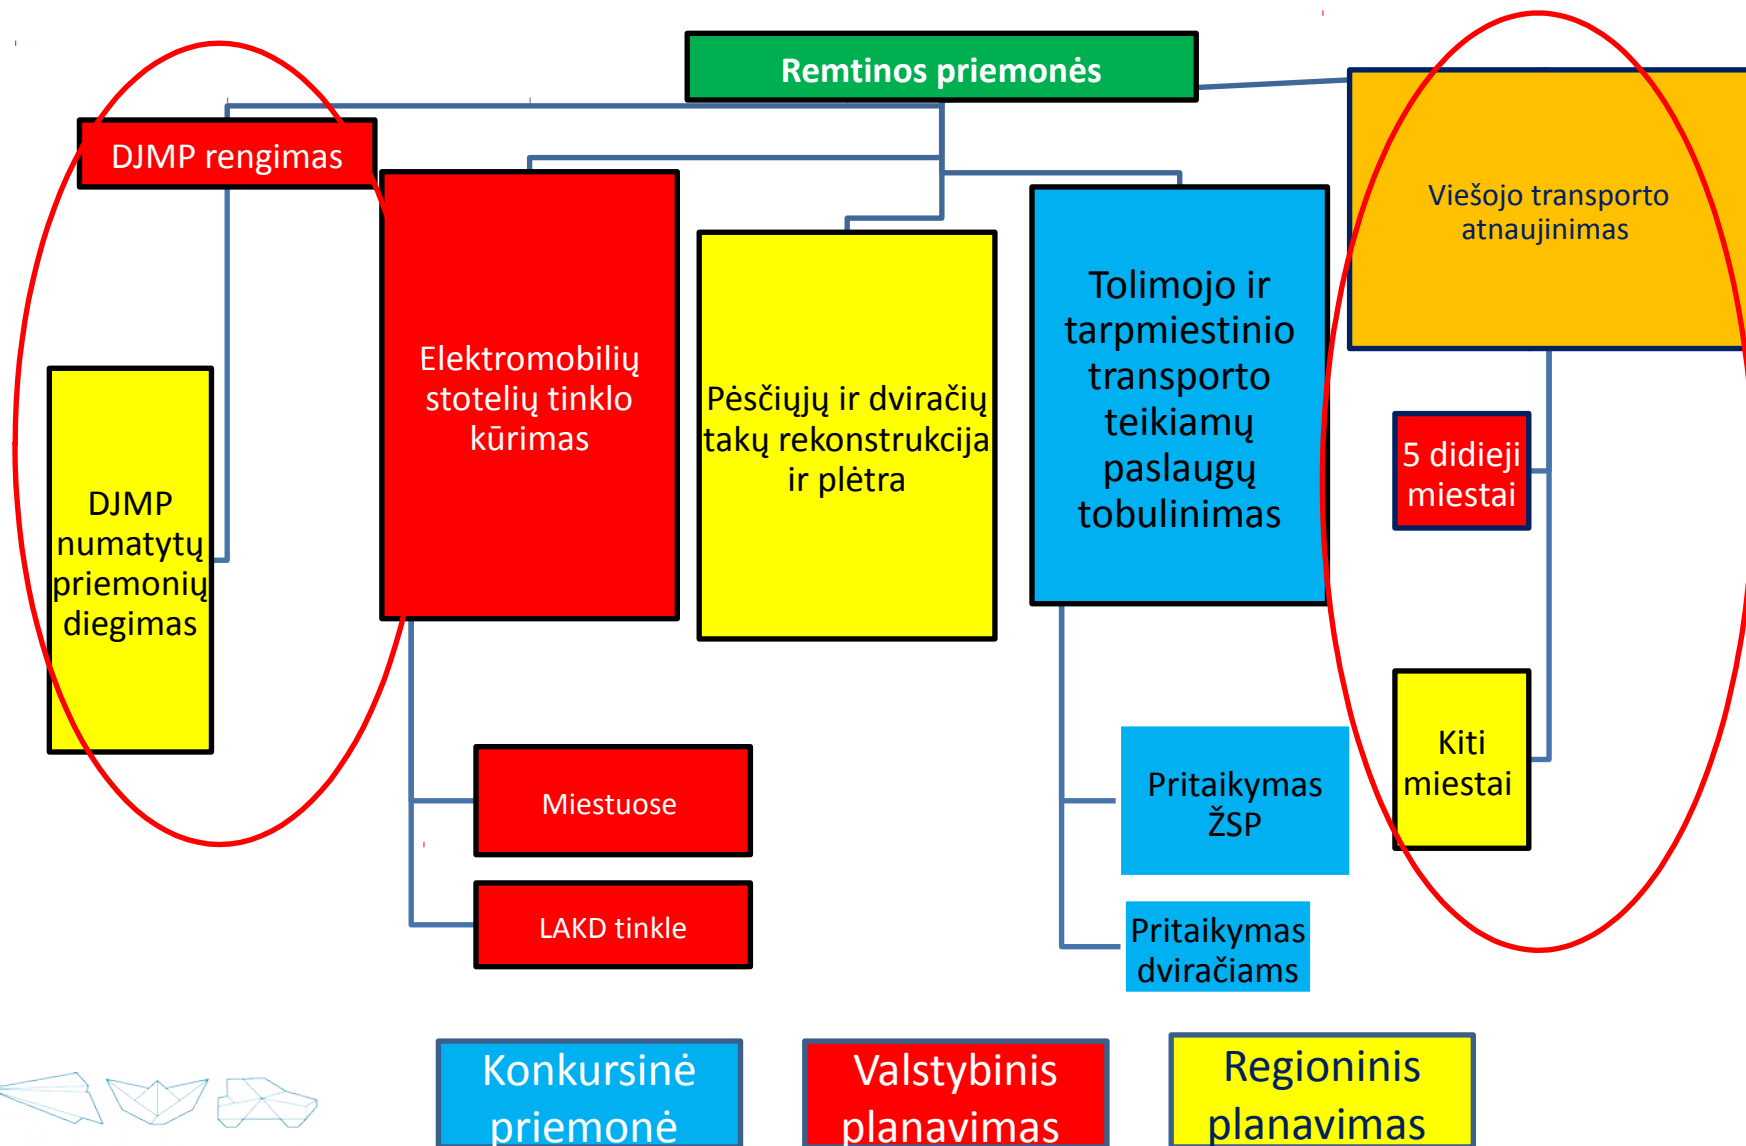 Remtinos priemonės
DJMP rengimas
DJMP
numatytų
priemonių
diegimas
Elektromobilių
stotelių tinklo
kūrimas
Miestuose
LAKD tinkle
Pėsčiųjų ir dviračių
takų rekonstrukcija
ir plėtra
Tolimojo ir
tarpmiestinio
transporto
teikiamų
paslaugų
tobulinimas
Pritaikymas
ŽSP
Pritaikymas
dviračiams
Viešojo transporto
atnaujinimas
5 didieji
miestai
Kiti
miestai
Konkursinė
priemonė
Valstybinis
planavimas
Regioninis
planavimas